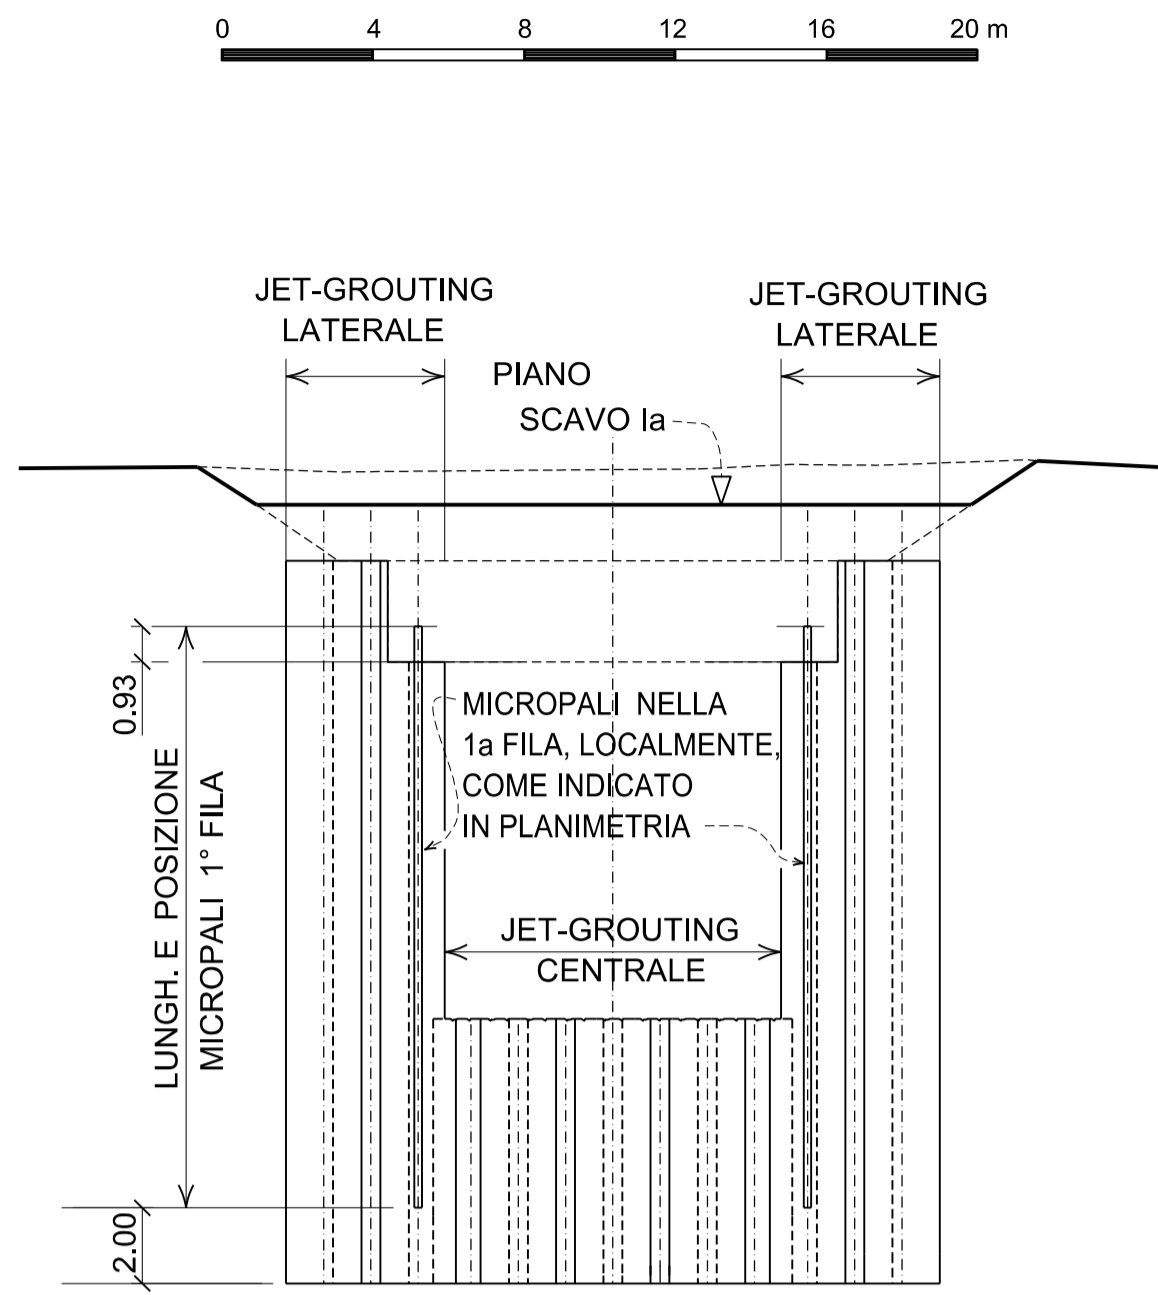 0 4 8 12 16 20 m
JET-GROUTING
LATERALE
JET-GROUTING
LATERALE
PIANO
SCAVO Ia
0.93
LUNGH. E POSIZIONE
MICROPALI 1° FILA
MICROPALI NELLA
1a FILA, LOCALMENTE,
COME INDICATO
IN PLANIMETRIA
JET-GROUTING
CENTRALE
2.00